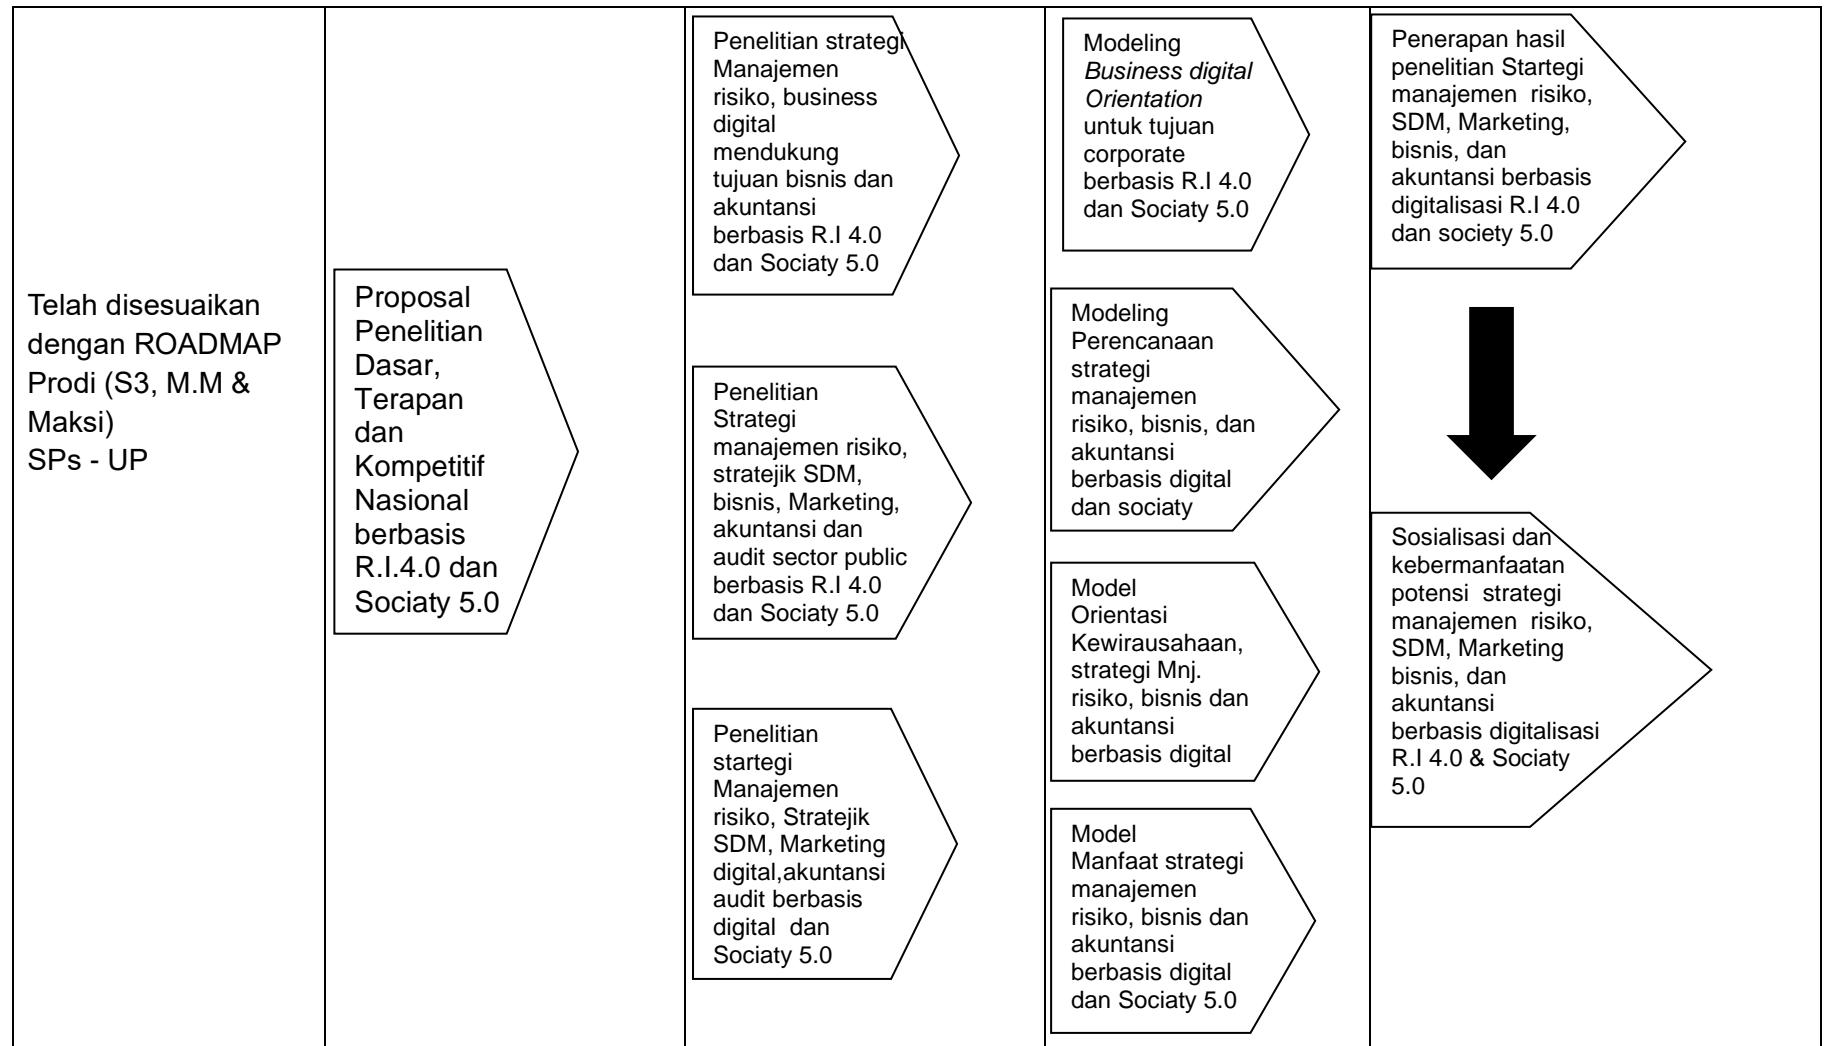 Telah disesuaikan
dengan ROADMAP
Prodi (S3, M.M &
Maksi)
SPs - UP
Proposal
Penelitian
Dasar,
Terapan
dan
Kompetitif
Nasional
berbasis
R.I.4.0 dan
Sociaty 5.0
Penelitian strategi
Manajemen
risiko, business
digital
mendukung
tujuan bisnis dan
akuntansi
berbasis R.I 4.0
dan Sociaty 5.0
Penelitian
Strategi
manajemen risiko,
stratejik SDM,
bisnis, Marketing,
akuntansi dan
audit sector public
berbasis R.I 4.0
dan Sociaty 5.0
Penelitian
startegi
Manajemen
risiko, Stratejik
SDM, Marketing
digital,akuntansi
audit berbasis
digital  dan
Sociaty 5.0
Modeling
Business digital
Orientation
untuk tujuan
corporate
berbasis R.I 4.0
dan Sociaty 5.0
Modeling
Perencanaan
strategi
manajemen
risiko, bisnis, dan
akuntansi
berbasis digital
dan sociaty
Model
Orientasi
Kewirausahaan,
strategi Mnj.
risiko, bisnis dan
akuntansi
berbasis digital
Model
Manfaat strategi
manajemen
risiko, bisnis dan
akuntansi
berbasis digital
dan Sociaty 5.0
Penerapan hasil
penelitian Startegi
manajemen  risiko,
SDM, Marketing,
bisnis, dan
akuntansi berbasis
digitalisasi R.I 4.0
dan society 5.0
Sosialisasi dan
kebermanfaatan
potensi  strategi
manajemen  risiko,
SDM, Marketing
bisnis, dan
akuntansi
berbasis digitalisasi
R.I 4.0 & Sociaty
5.0